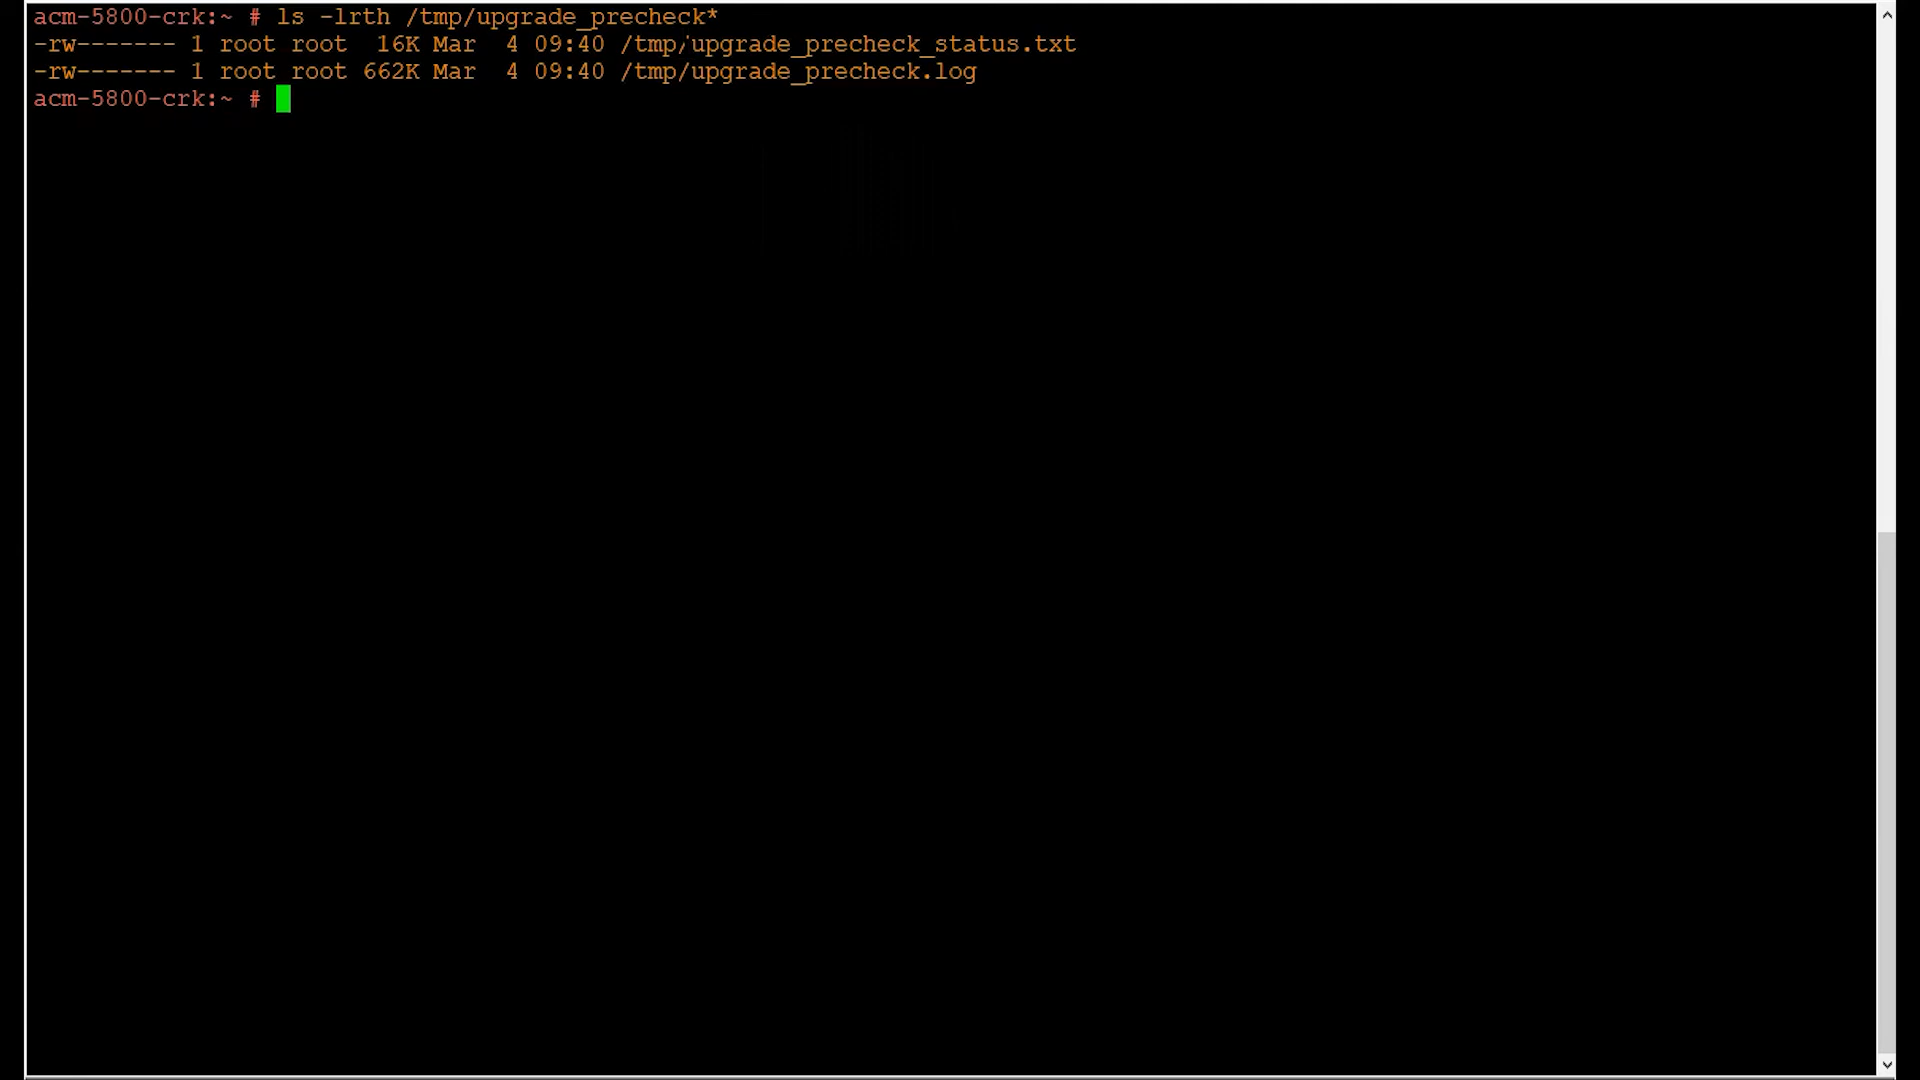 acm-5800-crk:~ # ls -lrth /tmp/upgrade_precheck*
-rw------- 1 root root  16K Mar  4 09:40 /tmp/upgrade_precheck_status.txt
-rw------- 1 root root 662K Mar  4 09:40 /tmp/upgrade_precheck.log
acm-5800-crk:~ #